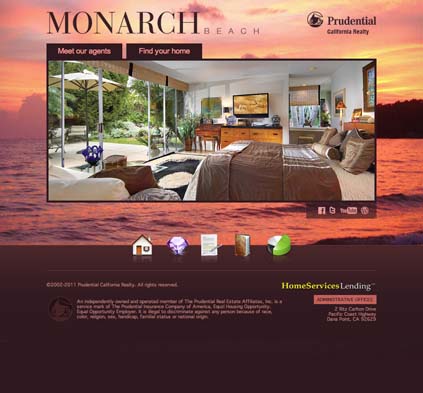 MONARCH BEACH
Prudential
California Realty
Meet our agents
Find your home
You Tube
©2002-2011 Prudential California Realty. All rights reserved.
An independently owned and operated member of The Prudential Real Estate Affiliates, Inc. is a
service mark of The Prudential Insurance Company of America, Equal Housing Opportunity.
Equal Opportunity Employer. It is illegal to discriminate against any person because of race,
color, religion, sex, handicap, familial status or national origin.
HomeServices Lending
ADMINISTRATIVE OFFICES
2 Ritz Carlton Drive
Pacific Coast Highway
Dana Point, CA 92629